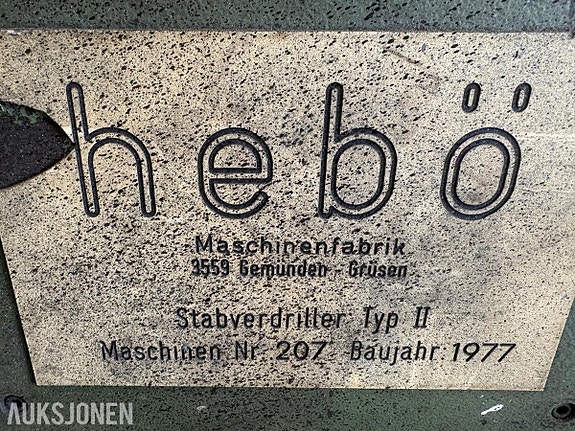 hebö
Maschinenfabrik
3559 Gemünden - Grüsen
Stabverdriller Typ II
Maschinen Nr. 207 Baujahr: 1977
AUKSJONEN